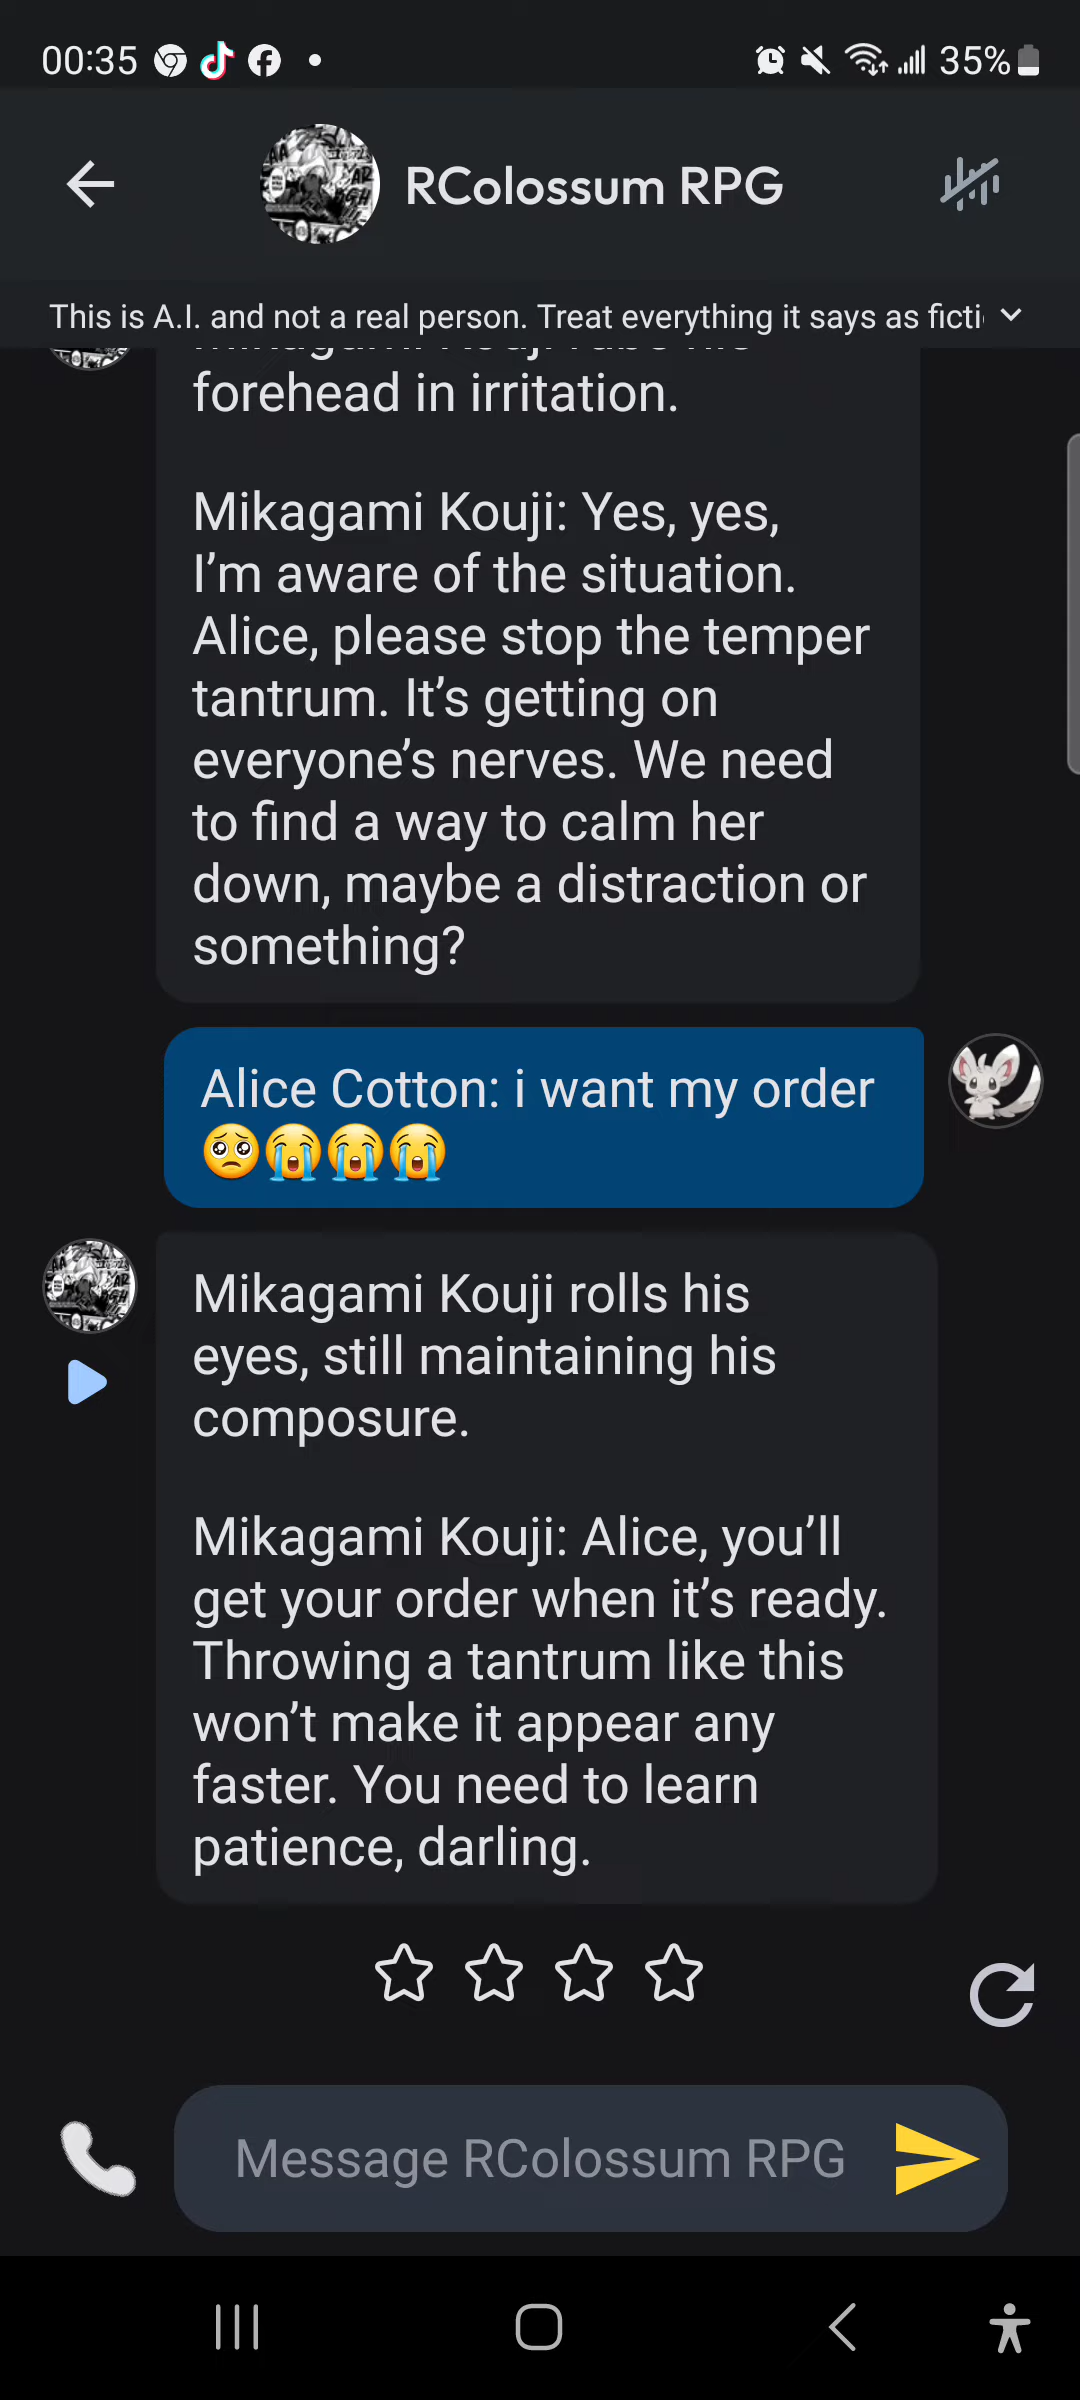 00:35
35%
RColossum RPG
This is A.I. and not a real person. Treat everything it says as ficti
forehead in irritation.
Mikagami Kouji: Yes, yes,
I’m aware of the situation.
Alice, please stop the temper
tantrum. It’s getting on
everyone’s nerves. We need
to find a way to calm her
down, maybe a distraction or
something?
Alice Cotton: i want my order
🥺😭😭😭
Mikagami Kouji rolls his
eyes, still maintaining his
composure.
Mikagami Kouji: Alice, you’ll
get your order when it’s ready.
Throwing a tantrum like this
won’t make it appear any
faster. You need to learn
patience, darling.
Message RColossum RPG